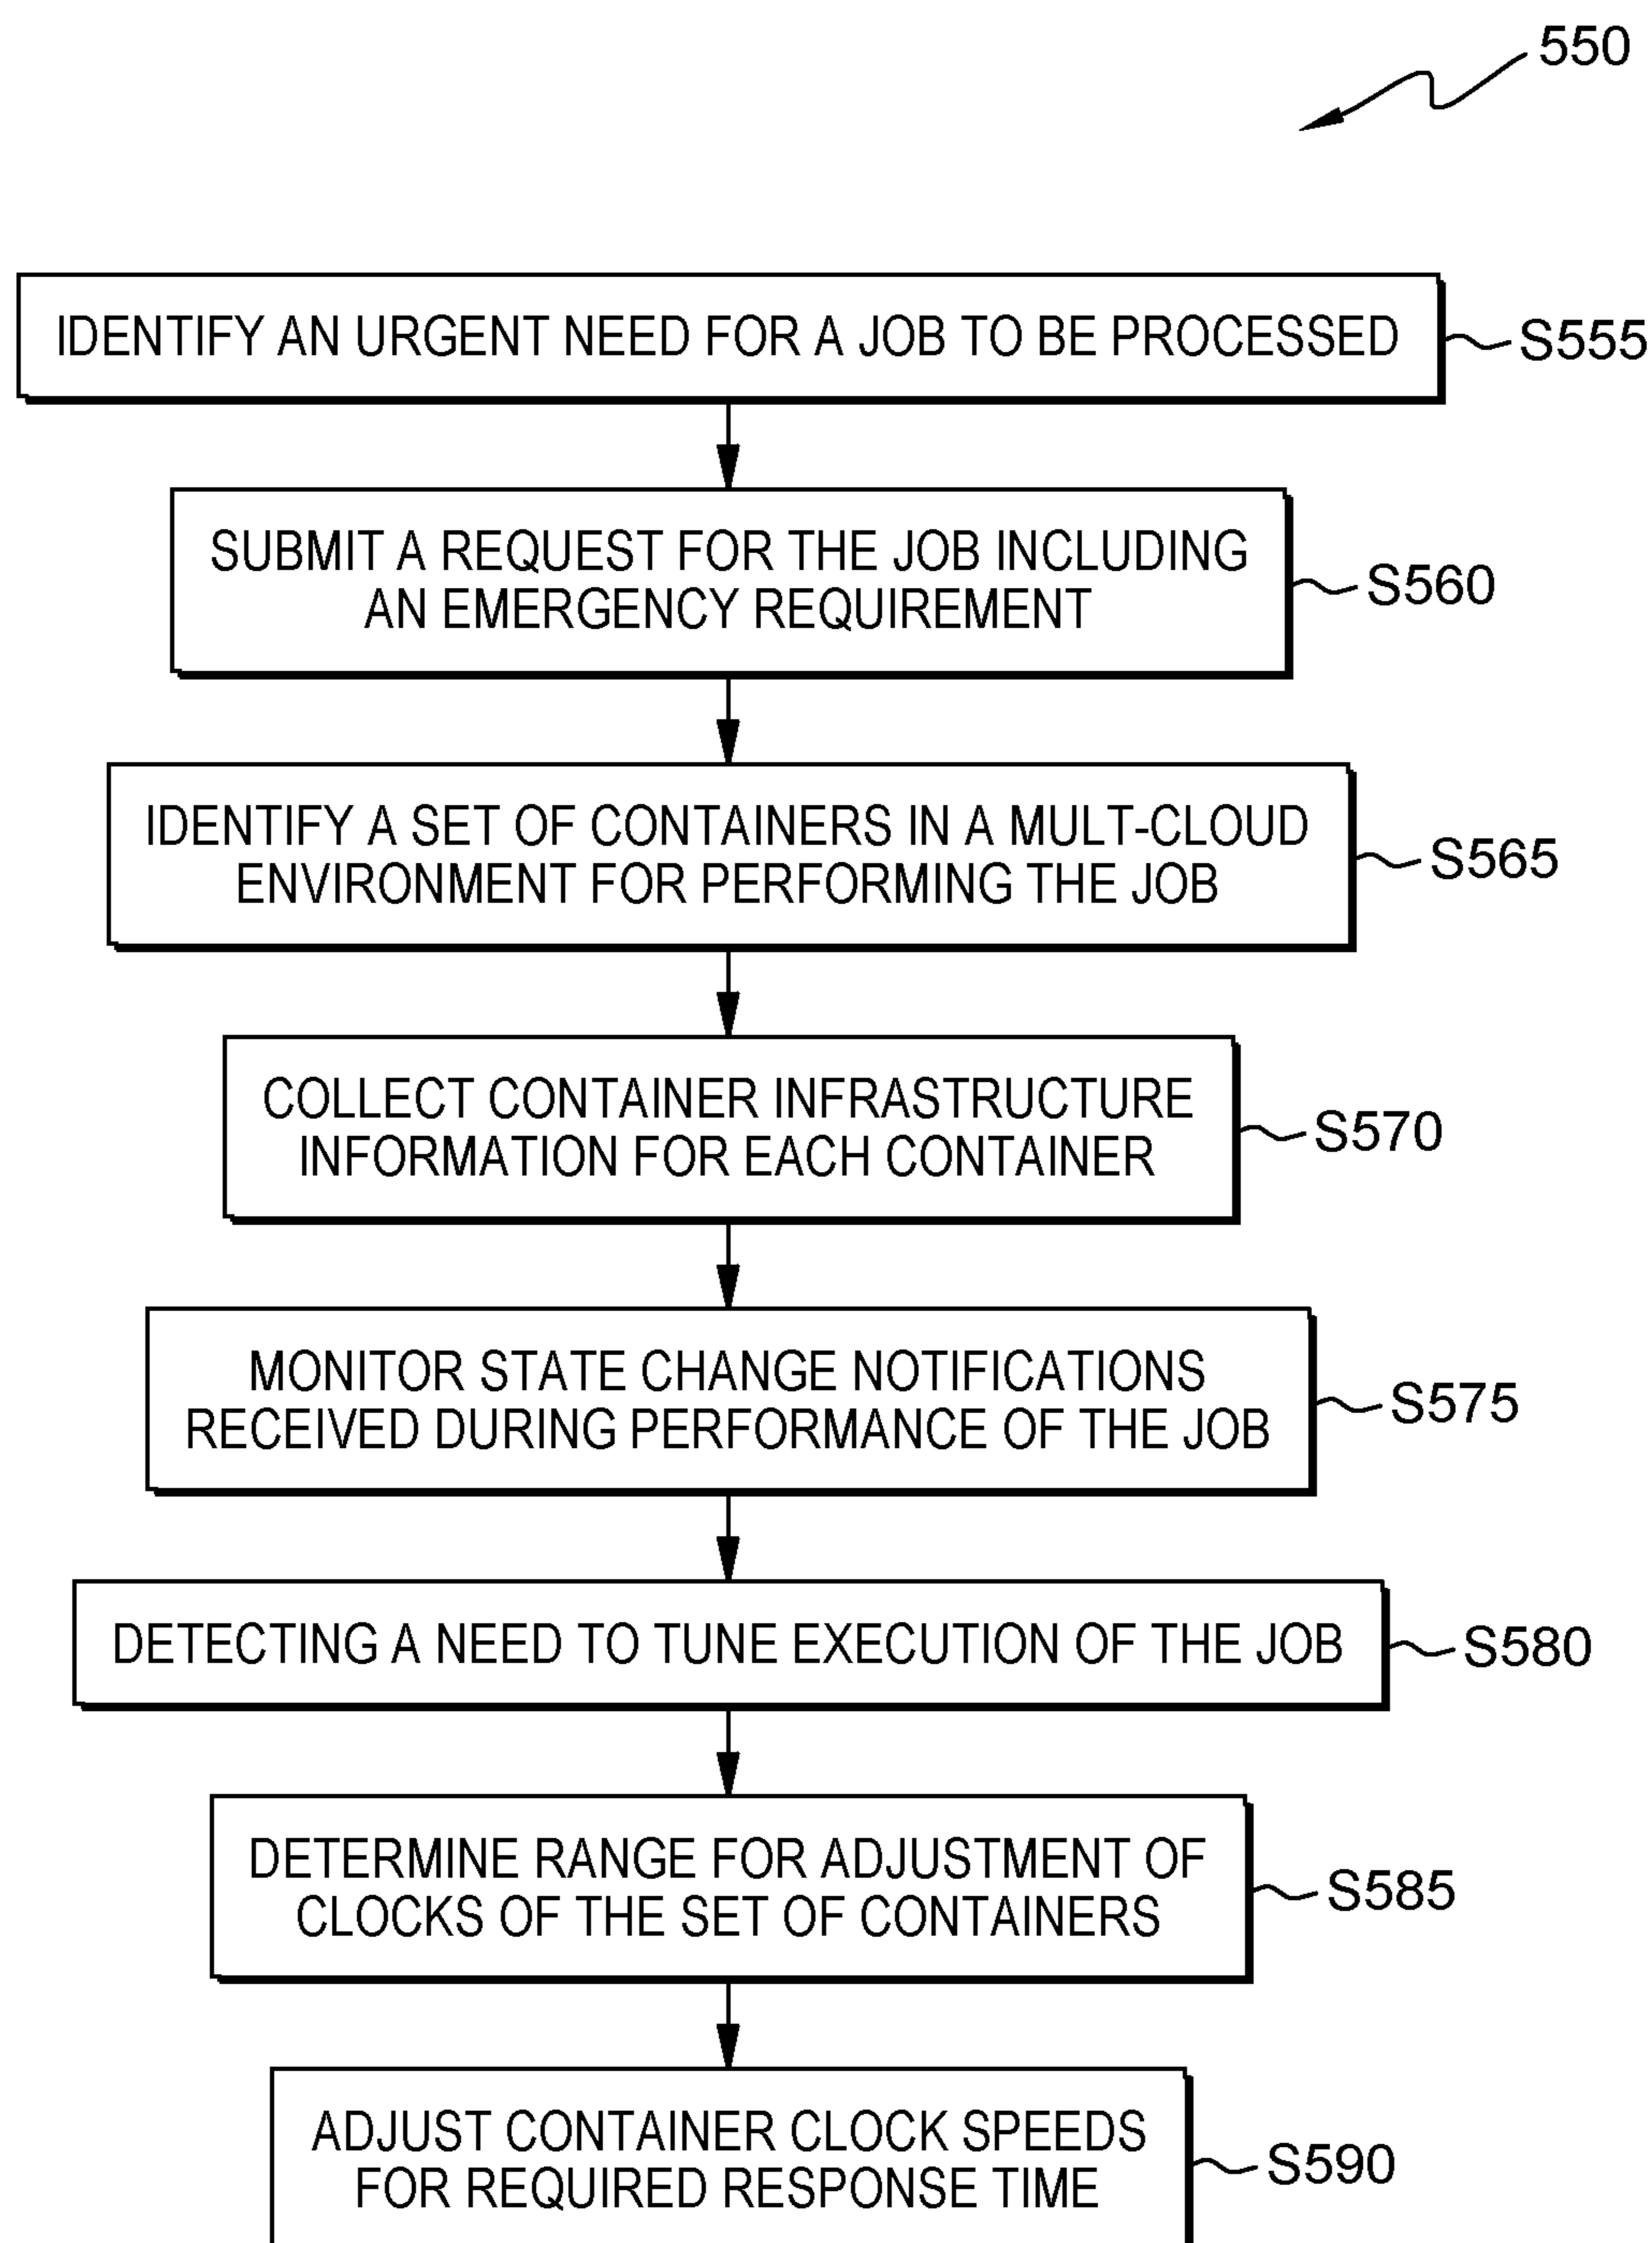 550
IDENTIFY AN URGENT NEED FOR A JOB TO BE PROCESSED
S555
SUBMIT A REQUEST FOR THE JOB INCLUDING
AN EMERGENCY REQUIREMENT
S560
IDENTIFY A SET OF CONTAINERS IN A MULT-CLOUD
ENVIRONMENT FOR PERFORMING THE JOB
S565
COLLECT CONTAINER INFRASTRUCTURE
INFORMATION FOR EACH CONTAINER
S570
MONITOR STATE CHANGE NOTIFICATIONS
RECEIVED DURING PERFORMANCE OF THE JOB
S575
DETECTING A NEED TO TUNE EXECUTION OF THE JOB
S580
DETERMINE RANGE FOR ADJUSTMENT OF
CLOCKS OF THE SET OF CONTAINERS
S585
ADJUST CONTAINER CLOCK SPEEDS
FOR REQUIRED RESPONSE TIME
S590